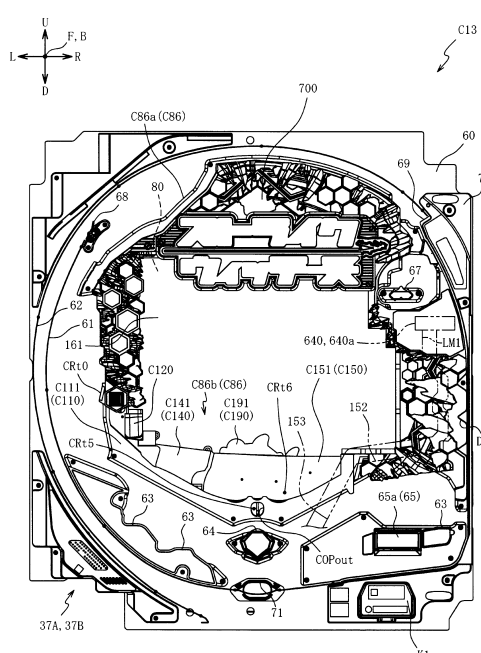 U
F, B
L
R
D
C13
C86a(C86)
700
60
80
69
7
68
67
62
61
640, 640a
LM1
161
CRt0
C120
C111
(C110)
C86b(C86)
CRt6
C151(C150)
C141
(C140)
C191
(C190)
153
152
D
CRt5
63
65a(65)
63
63
64
COPout
71
37A, 37B